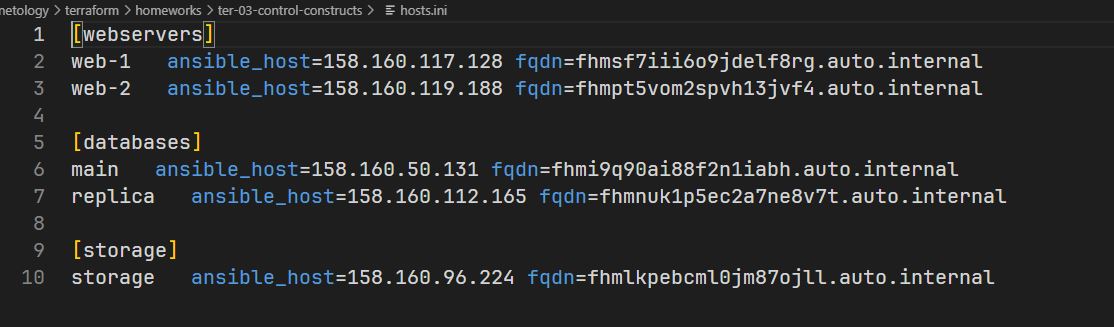 netology > terraform > homeworks > ter-03-control-constructs > hosts.ini
1 [webservers]
2 web-1 ansible_host=158.160.117.128 fqdn=fhmsf7iii6o9jdelf8rg.auto.internal
3 web-2 ansible_host=158.160.119.188 fqdn=fhmpt5vom2spvh13jvf4.auto.internal
4
5 [databases]
6 main ansible_host=158.160.50.131 fqdn=fhmi9q90ai88f2n1iabh.auto.internal
7 replica ansible_host=158.160.112.165 fqdn=fhmnuk1p5ec2a7ne8v7t.auto.internal
8
9 [storage]
10 storage ansible_host=158.160.96.224 fqdn=fhmlkpebcml0jm87ojll.auto.internal